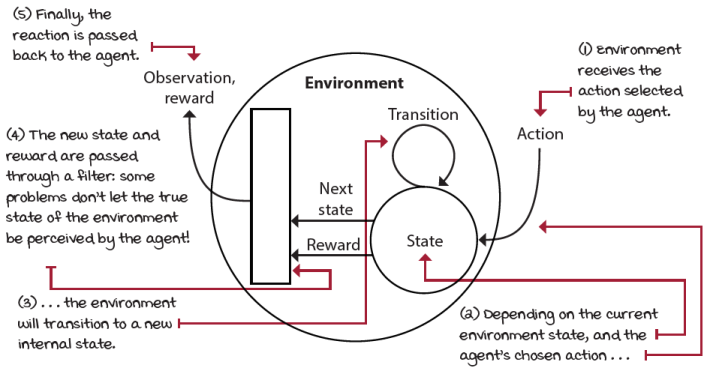 (5) Finally, the
reaction is passed
back to the agent.
Observation,
reward
Environment
(1) Environment
receives the
action selected
by the agent.
Transition
Action
(4) The new state and
reward are passed
through a filter: some
problems don't let the true
state of the environment
be perceived by the agent!
Next
state
Reward
State
(3) . . . the environment
will transition to a new
internal state.
(2) Depending on the current
environment state, and the
agent's chosen action . . .